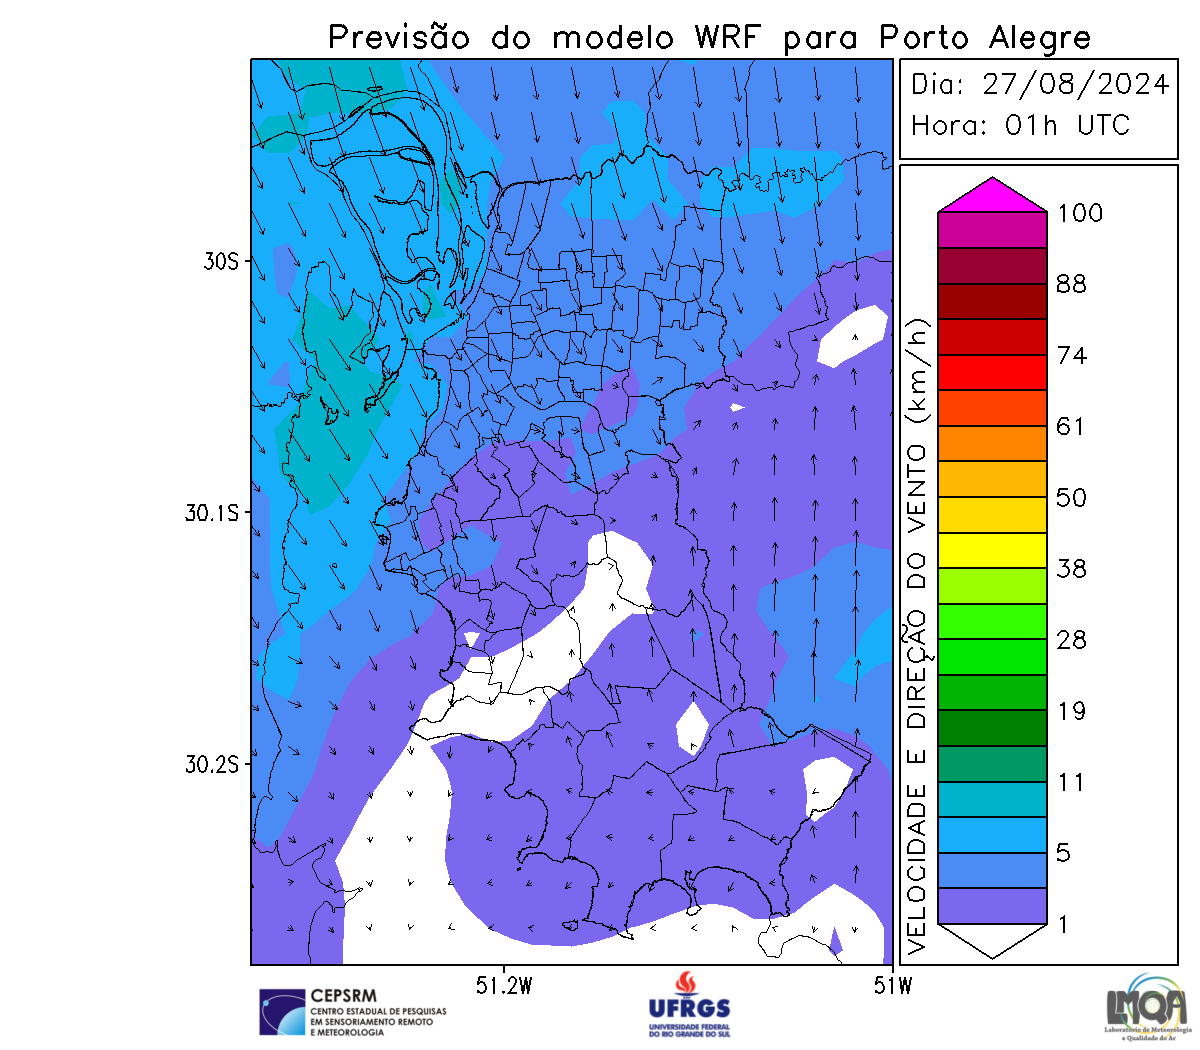 Previsão do modelo WRF para Porto Alegre
Dia: 27/08/2024
Hora: 01h UTC
30S
30.1S
30.2S
51.2W
51W
VELOCIDADE E DIREÇÃO DO VENTO (km/h)
100
88
74
61
50
38
28
19
11
5
1
CEPSRM
CENTRO ESTADUAL DE PESQUISAS
EM SENSORIAMENTO REMOTO
E METEOROLOGIA
UFRGS
UNIVERSIDADE FEDERAL
DO RIO GRANDE DO SUL
LMQA
Laboratório de Meteorologia
e Qualidade do Ar